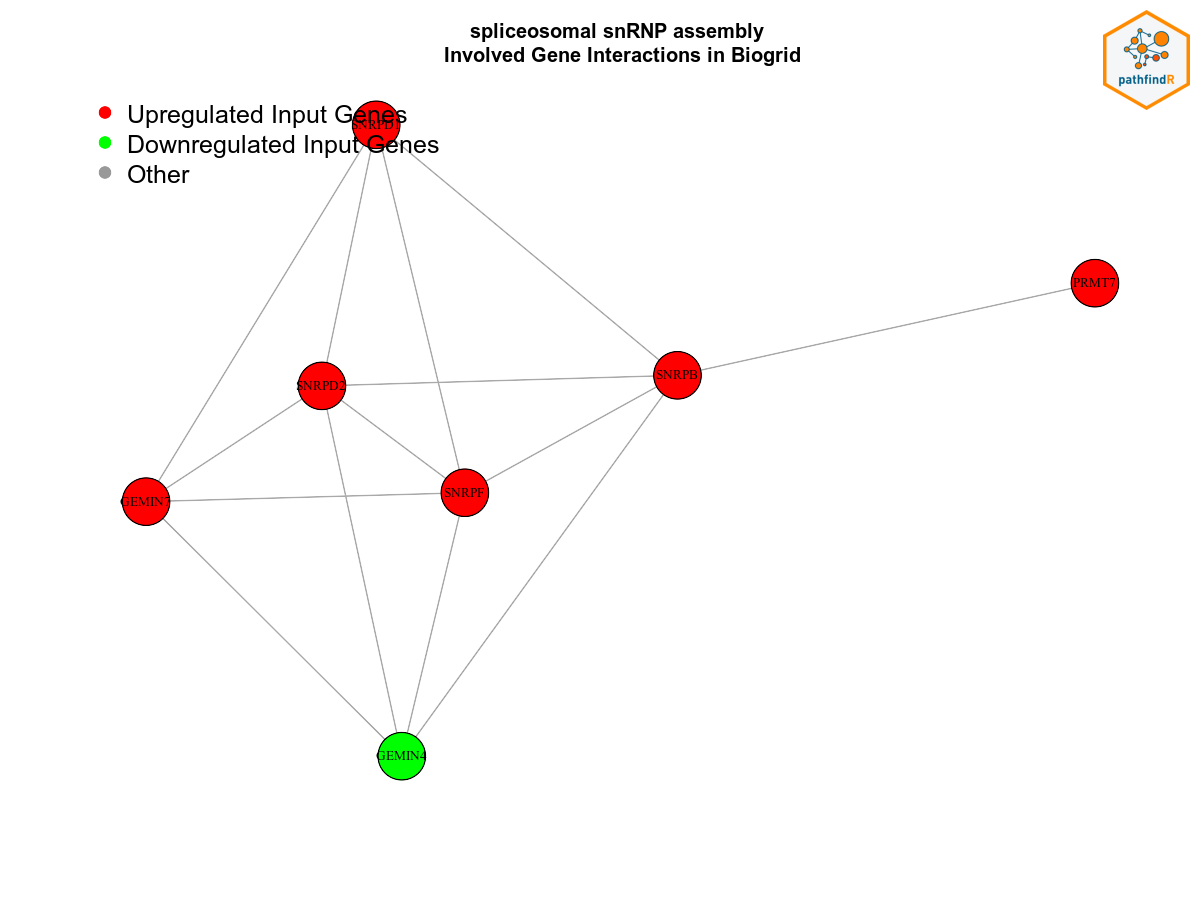 spliceosomal snRNP assembly
Involved Gene Interactions in Biogrid
pathfindR
Upregulated Input Genes
Downregulated Input Genes
Other
SNRPD1
PRMT7
SNRPD2
SNRPB
GEMIN7
SNRPF
GEMIN4